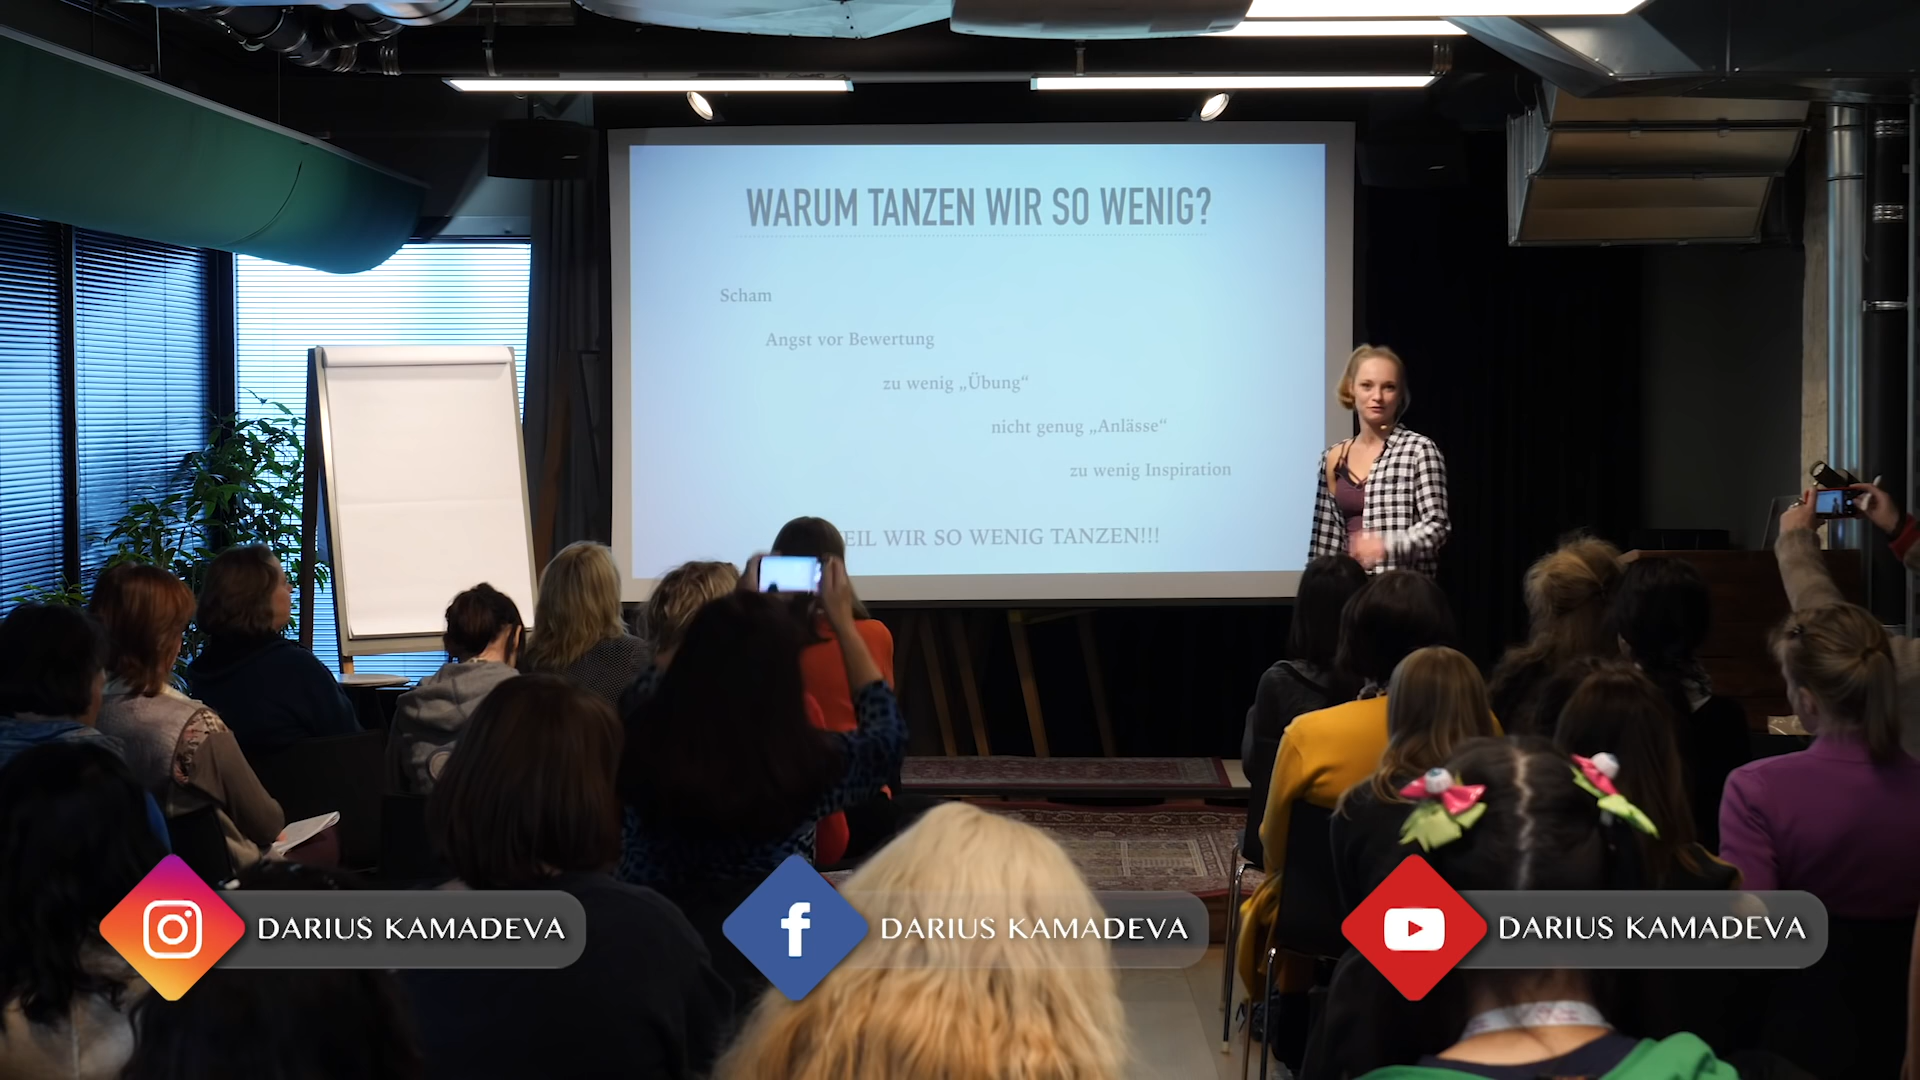 WARUM TANZEN WIR SO WENIG?
Scham
Angst vor Bewertung
zu wenig „Übung“
nicht genug „Anlässe“
zu wenig Inspiration
WIR SO WENIG TANZEN!!!
DARIUS KAMADEVA
DARIUS KAMADEVA
DARIUS KAMADEVA